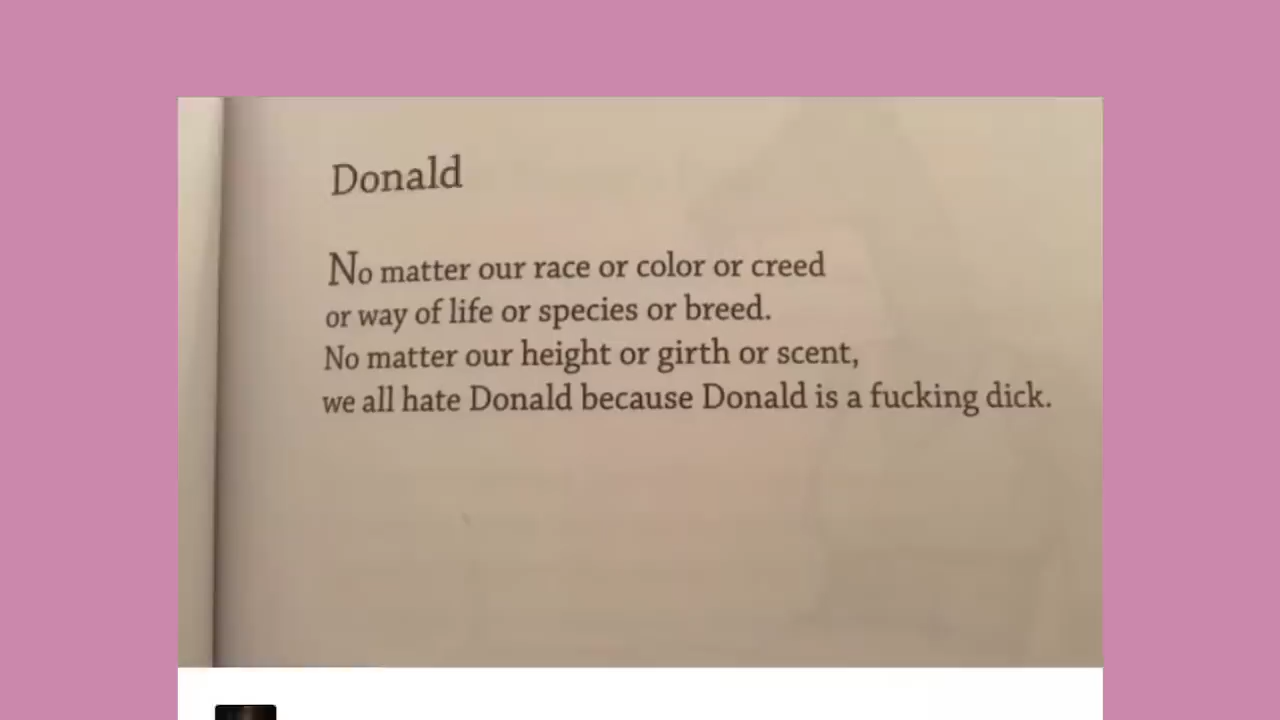 Donald
No matter our race or color or creed
or way of life or species or breed.
No matter our height or girth or scent,
we all hate Donald because Donald is a fucking dick.